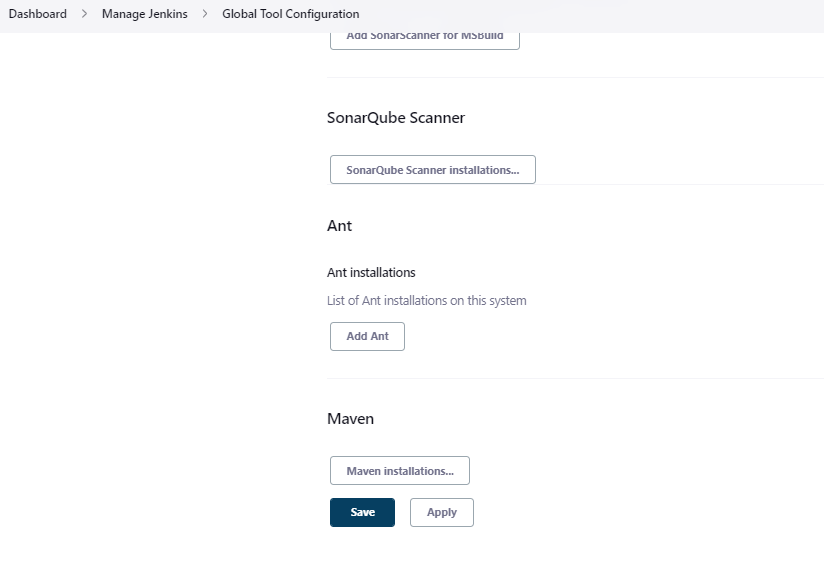 Dashboard > Manage Jenkins > Global Tool Configuration
Add SonarScanner for MSBuild
SonarQube Scanner
SonarQube Scanner installations...
Ant
Ant installations
List of Ant installations on this system
Add Ant
Maven
Maven installations...
Save Apply